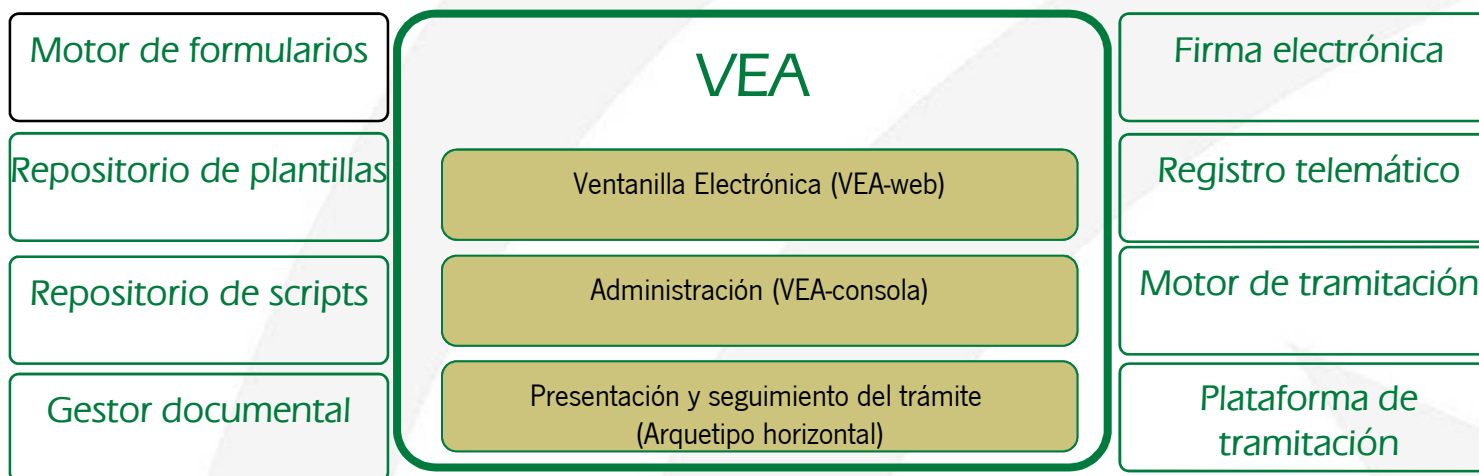 Motor de formularios
Repositorio de plantillas
Repositorio de scripts
Gestor documental
VEA
Ventanilla Electrónica (VEA-web)
Administración (VEA-consola)
Presentación y seguimiento del trámite
(Arquetipo horizontal)
Firma electrónica
Registro telemático
Motor de tramitación
Plataforma de
tramitación